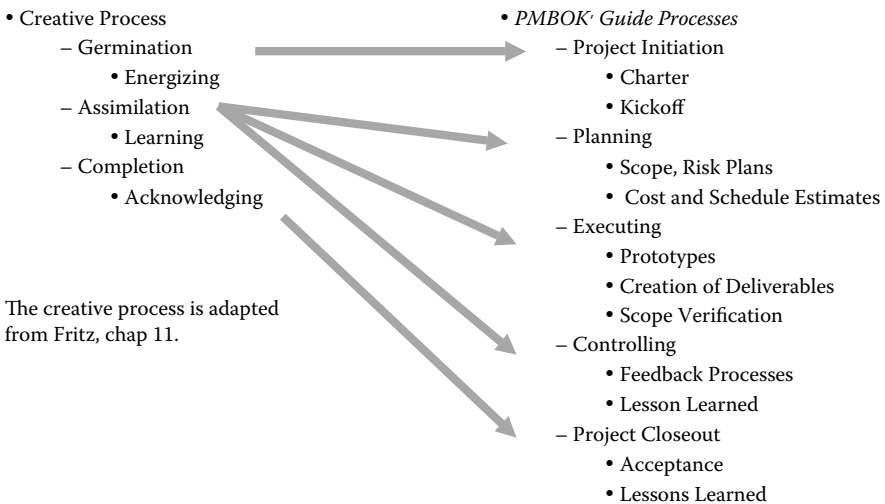 • Creative Process
– Germination
• Energizing
– Assimilation
• Learning
– Completion
• Acknowledging
The creative process is adapted
from Fritz, chap 11.
• PMBOK' Guide Processes
– Project Initiation
• Charter
• Kickoff
– Planning
• Scope, Risk Plans
• Cost and Schedule Estimates
– Executing
• Prototypes
• Creation of Deliverables
• Scope Verification
– Controlling
• Feedback Processes
• Lesson Learned
– Project Closeout
• Acceptance
• Lessons Learned